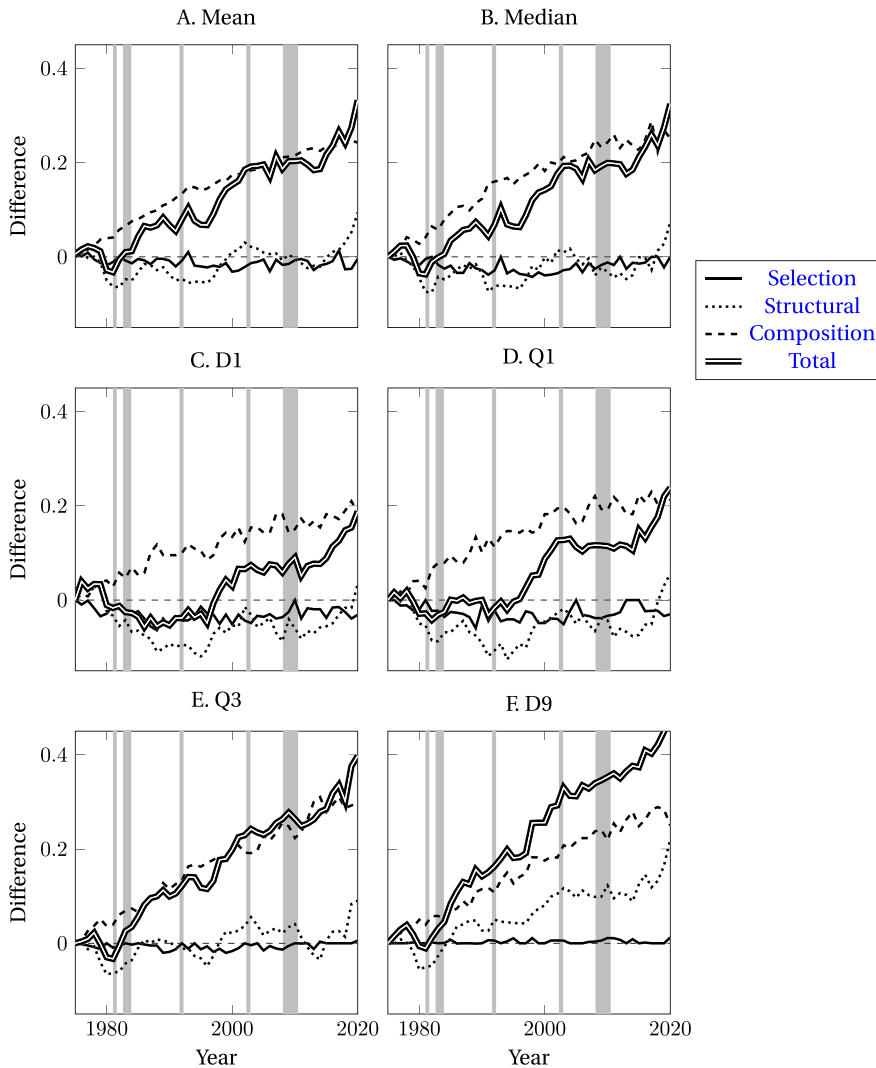 A. Mean
B. Median
0.4
0.2
0
Difference
Selection
Structural
Composition
Total
C. D1
D. Q1
0.4
0.2
0
Difference
E. Q3
F. D9
0.4
0.2
0
Difference
1980
2000
2020
1980
2000
2020
Year
Year